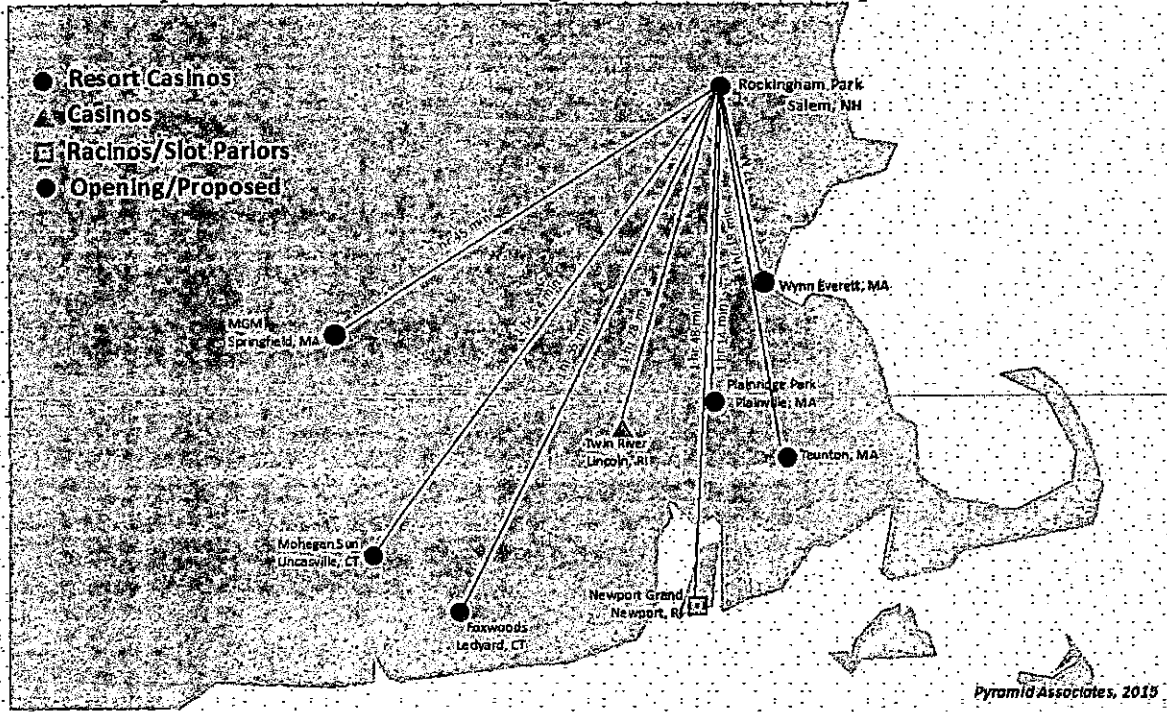 Resort Casinos
Casinos
Racinos/Slot Parlors
Opening/Proposed
Rockingham Park
Salem, NH
Wynn Everett, MA
MGM
Springfield, MA
Plainridge Park
Plainville, MA
Twin River
Lincoln, RI
Taunton, MA
Mohegan Sun
Uncasville, CT
Newport Grand
Newport, RI
Foxwoods
Ledyard, CT
Pyramid Associates, 2015